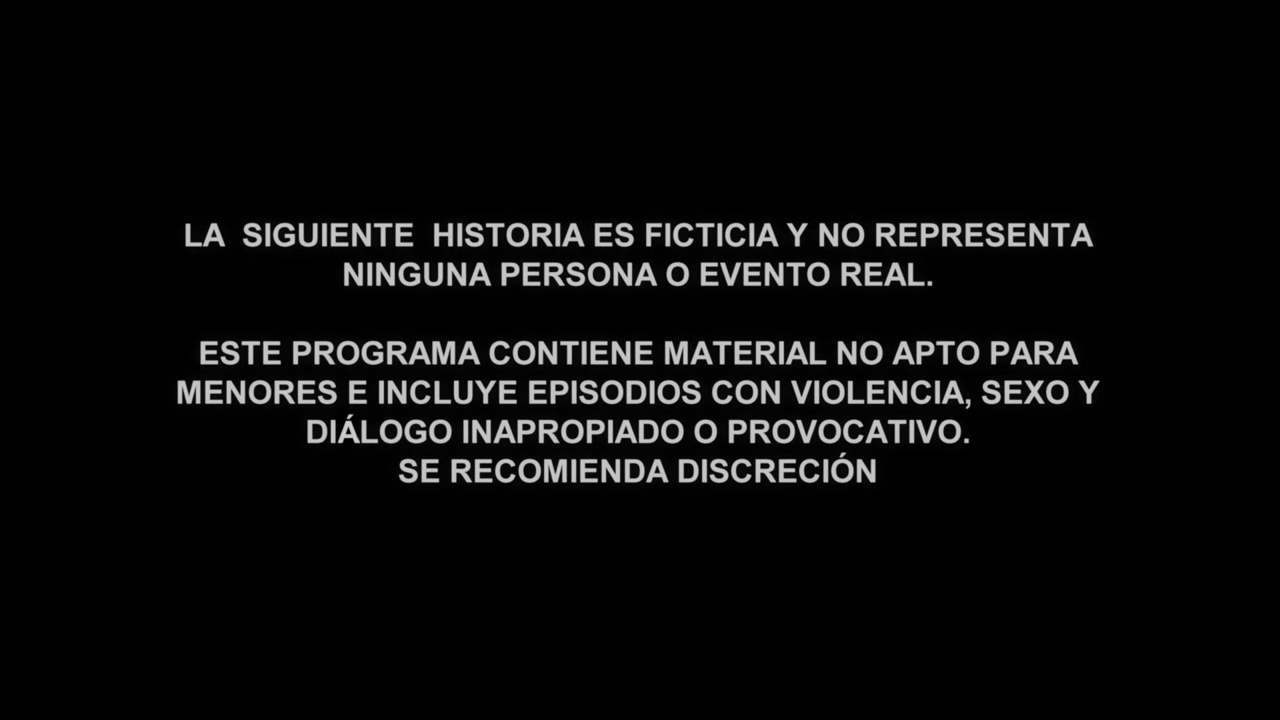 LA SIGUIENTE HISTORIA ES FICTICIA Y NO REPRESENTA
NINGUNA PERSONA O EVENTO REAL.
ESTE PROGRAMA CONTIENE MATERIAL NO APTO PARA
MENORES E INCLUYE EPISODIOS CON VIOLENCIA, SEXO Y
DIÁLOGO INAPROPIADO O PROVOCATIVO.
SE RECOMIENDA DISCRECIÓN